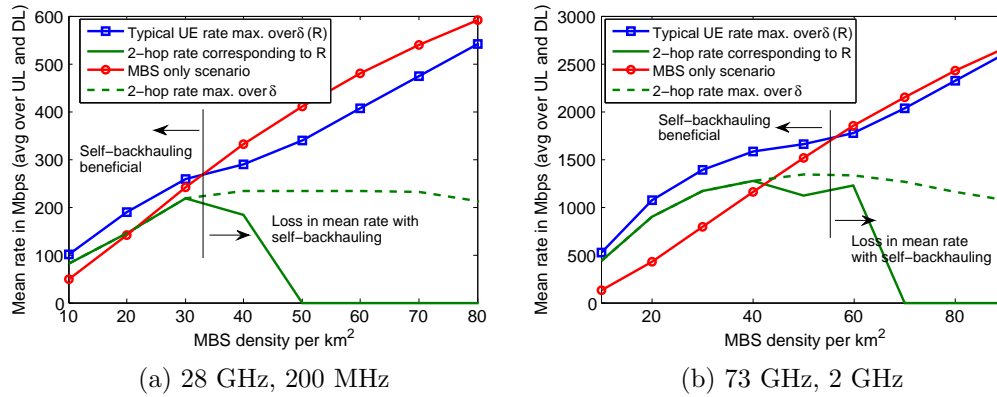 600
500
400
300
200
100
0
10
20
30
40
50
60
70
80
Mean rate in Mbps (avg over UL and DL)
MBS density per km²
Typical UE rate max. overδ (R)
2-hop rate corresponding to R
MBS only scenario
2-hop rate max. over δ
Self-backhauling
beneficial
Loss in mean rate with
self-backhauling
(a) 28 GHz, 200 MHz
3000
2500
2000
1500
1000
500
0
20
40
60
80
Mean rate in Mbps (avg over UL and DL)
MBS density per km²
Typical UE rate max. over δ (R)
2-hop rate corresponding to R
MBS only scenario
2-hop rate max. over δ
Self-backhauling
beneficial
Loss in mean rate
with self-backhauling
(b) 73 GHz, 2 GHz